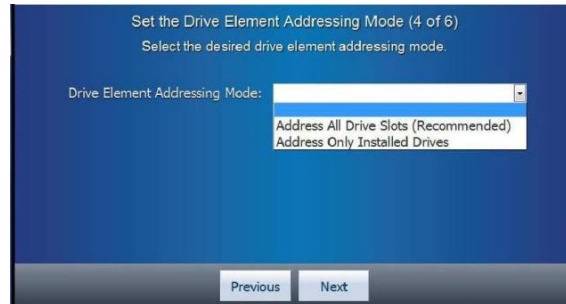 Set the Drive Element Addressing Mode (4 of 6)
Select the desired drive element addressing mode.
Drive Element Addressing Mode:
Address All Drive Slots (Recommended)
Address Only Installed Drives
Previous Next